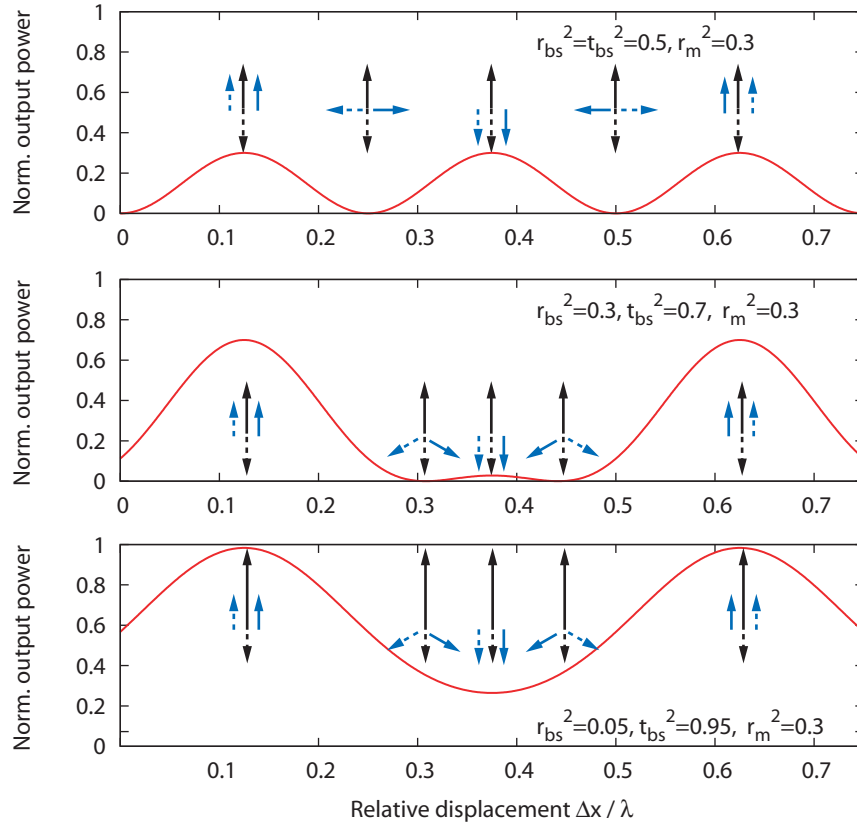 Norm. output power
1
0.8
0.6
0.4
0.2
0
r_bs^2=t_bs^2=0.5, r_m^2=0.3
0 0.1 0.2 0.3 0.4 0.5 0.6 0.7
Norm. output power
1
0.8
0.6
0.4
0.2
0
r_bs^2=0.3, t_bs^2=0.7, r_m^2=0.3
0 0.1 0.2 0.3 0.4 0.5 0.6 0.7
Norm. output power
1
0.8
0.6
0.4
0.2
0
r_bs^2=0.05, t_bs^2=0.95, r_m^2=0.3
0.1 0.2 0.3 0.4 0.5 0.6 0.7
Relative displacement Δx / λ